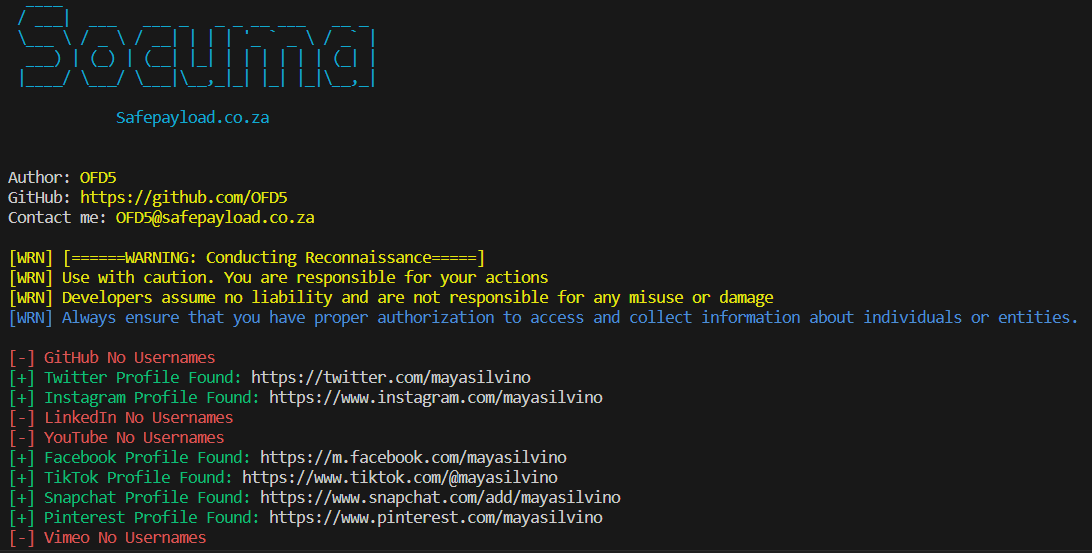 Socuma
Safepayload.co.za
Author: OFD5
GitHub: https://github.com/OFD5
Contact me: OFD5@safepayload.co.za
[WRN] [======WARNING: Conducting Reconnaissance=====]
[WRN] Use with caution. You are responsible for your actions
[WRN] Developers assume no liability and are not responsible for any misuse or damage
[WRN] Always ensure that you have proper authorization to access and collect information about individuals or entities.
[-] GitHub No Usernames
[+] Twitter Profile Found: https://twitter.com/mayasilvino
[+] Instagram Profile Found: https://www.instagram.com/mayasilvino
[-] LinkedIn No Usernames
[-] YouTube No Usernames
[+] Facebook Profile Found: https://m.facebook.com/mayasilvino
[+] TikTok Profile Found: https://www.tiktok.com/@mayasilvino
[+] Snapchat Profile Found: https://www.snapchat.com/add/mayasilvino
[+] Pinterest Profile Found: https://www.pinterest.com/mayasilvino
[-] Vimeo No Usernames